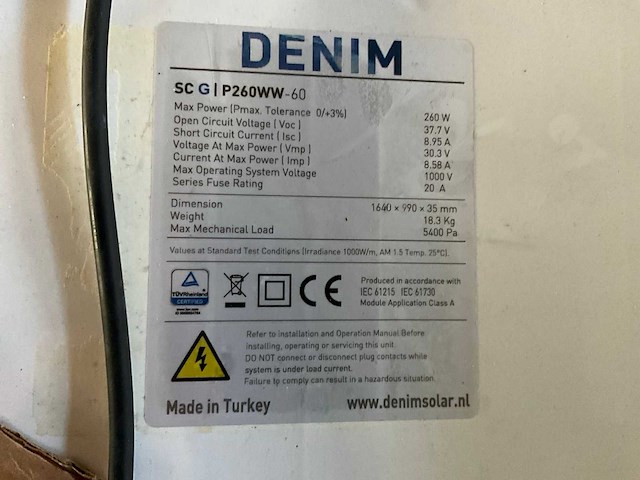 DENIM
SC G | P260WW-60
Max Power (Pmax. Tolerance 0/+3%) 260 W
Open Circuit Voltage ( Voc ) 37.7 V
Short Circuit Current ( Isc ) 8.95 A
Voltage At Max Power ( Vmp ) 30.3 V
Current At Max Power ( Imp ) 8.58 A
Max Operating System Voltage 1000 V
Series Fuse Rating 20 A
Dimension 1640 × 990 × 35 mm
Weight 18.3 Kg
Max Mechanical Load 5400 Pa
Values at Standard Test Conditions (Irradiance 1000W/m, AM 1.5 Temp. 25°C).
TÜVRheinland
CERTIFIED
CE
Produced in accordance with
IEC 61215 IEC 61730
Module Application Class A
Refer to installation and Operation Manual Before
installing, operating or servicing this unit.
DO NOT connect or disconnect plug contacts while
system is under load current.
Failure to comply can result in a hazardous situation.
Made in Turkey www.denimsolar.nl